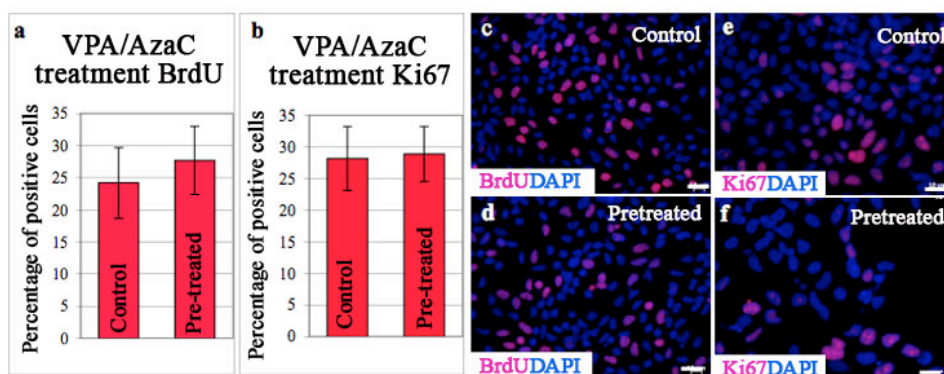 a
VPA/AzaC
treatment BrdU
Percentage of positive cells
35
30
25
20
15
10
5
0
Control
Pre-treated
b
VPA/AzaC
treatment Ki67
Percentage of positive cells
35
30
25
20
15
10
5
0
Control
Pre-treated
c
Control
BrdUDAPI
d
Pretreated
BrdUDAPI
e
Control
Ki67DAPI
f
Pretreated
Ki67DAPI